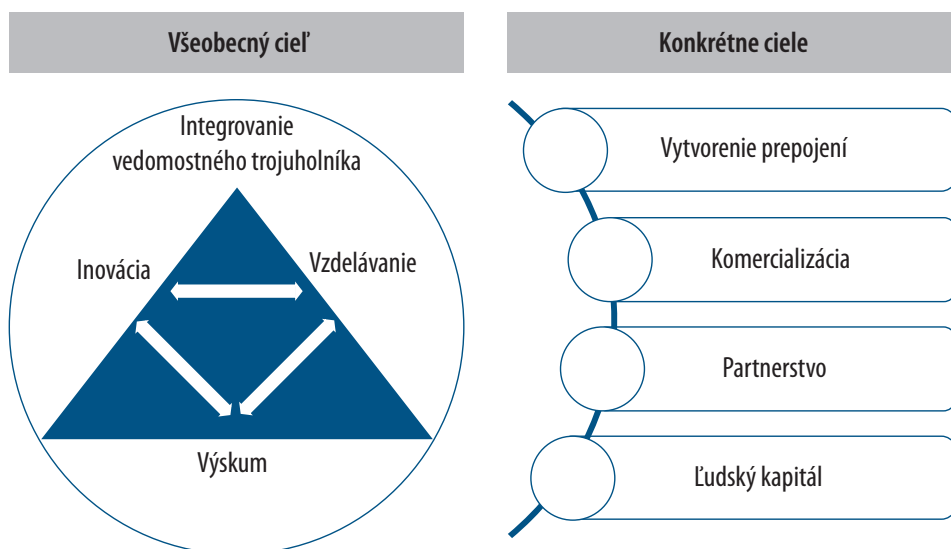 Všeobecný cieľ
Integrovanie
vedomostného trojuholníka
Inovácia
Vzdelávanie
Výskum
Konkrétne ciele
Vytvorenie prepojení
Komercializácia
Partnerstvo
Ľudský kapitál